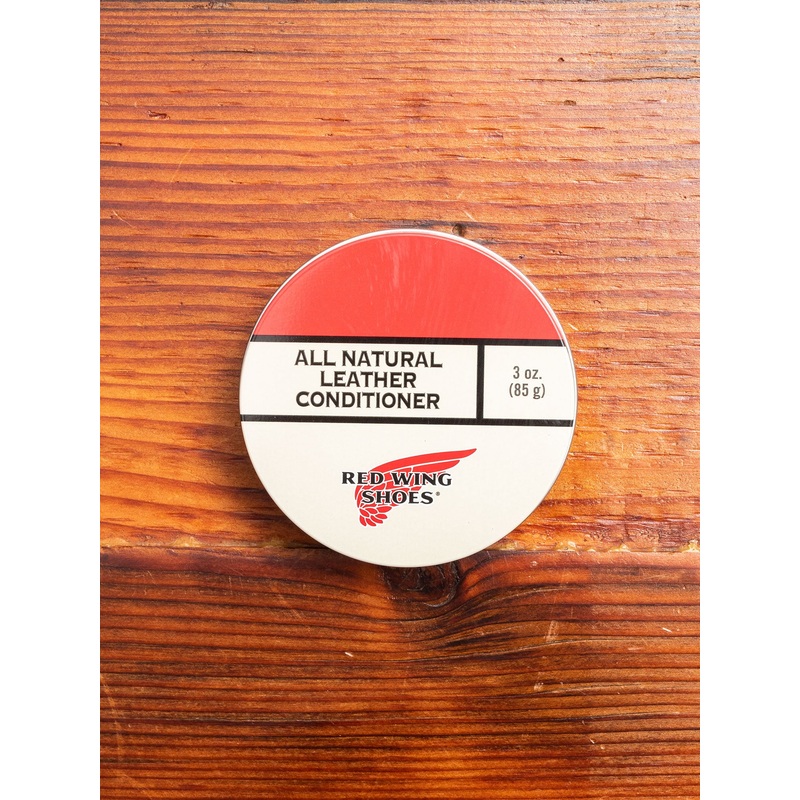 ALL NATURAL
LEATHER
CONDITIONER
3 oz.
(85 g)
RED WING
SHOES®